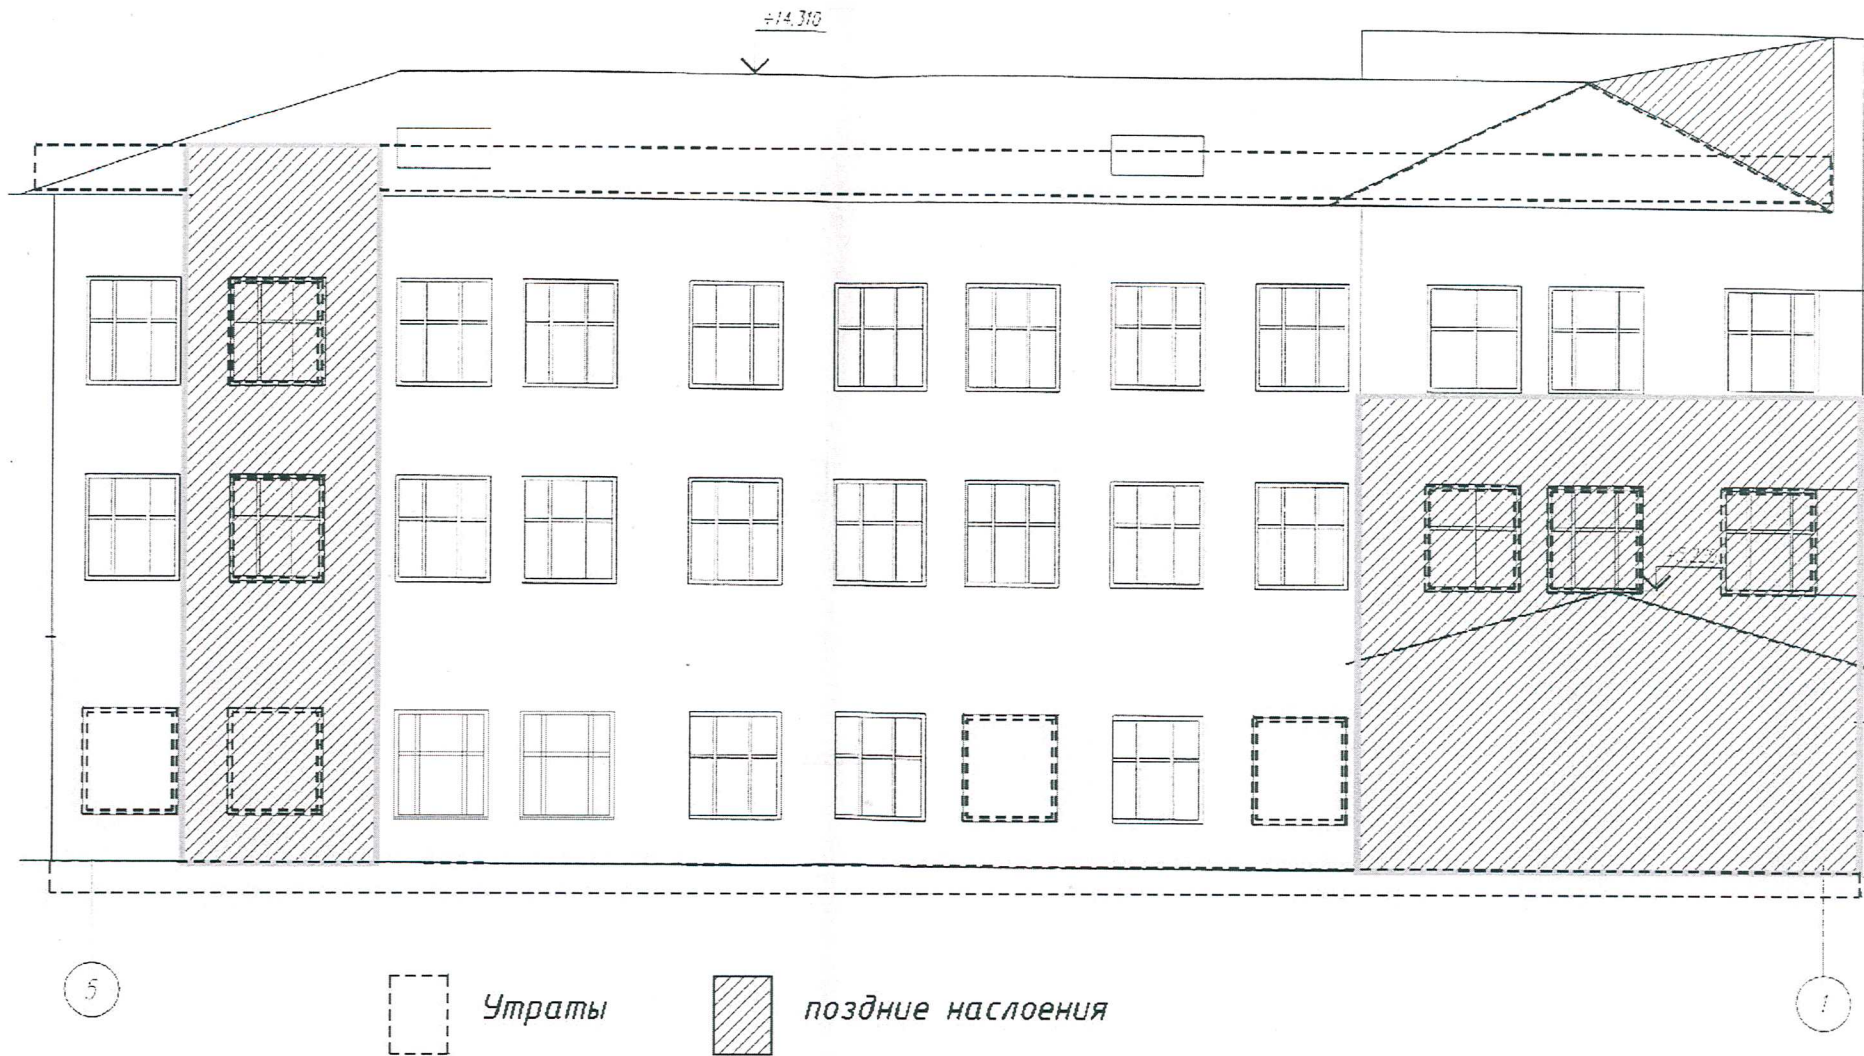 +14.310
5
1
Утраты
поздние наслоения